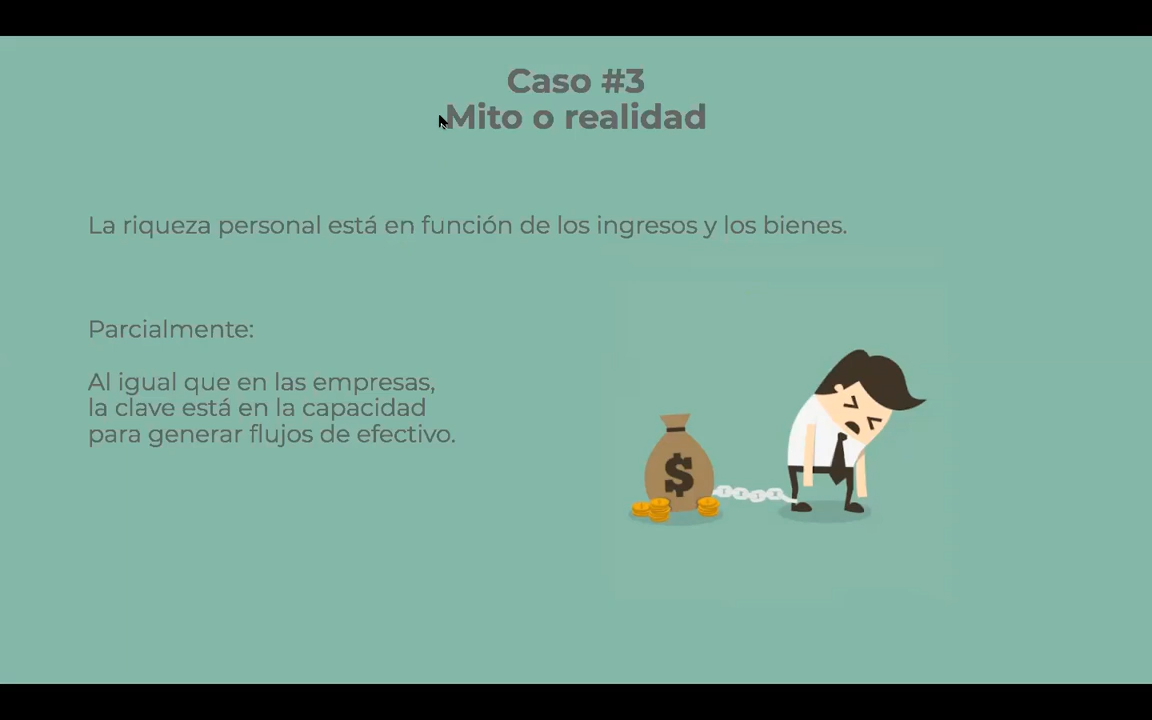 Caso #3
Mito o realidad
La riqueza personal está en función de los ingresos y los bienes.
Parcialmente:
Al igual que en las empresas,
la clave está en la capacidad
para generar flujos de efectivo.
$